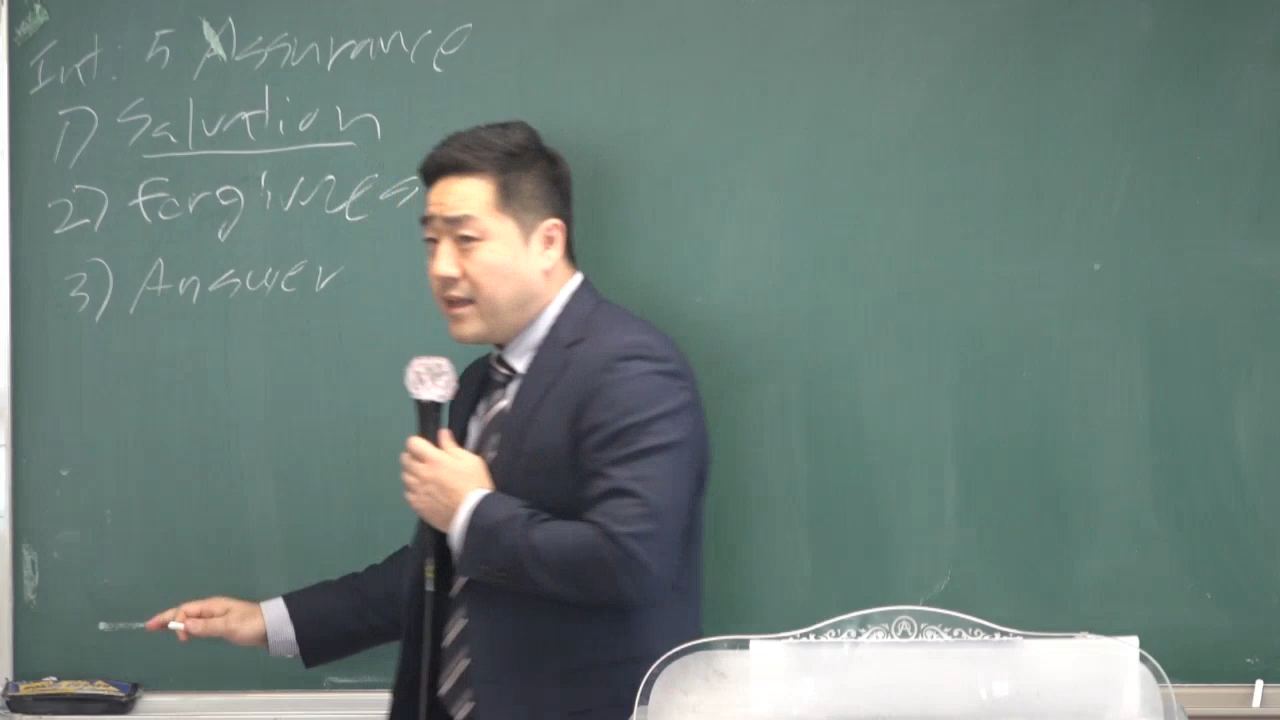 Int. 5 Assurance
1) Salvation
2) Forgivnes
3) Answer